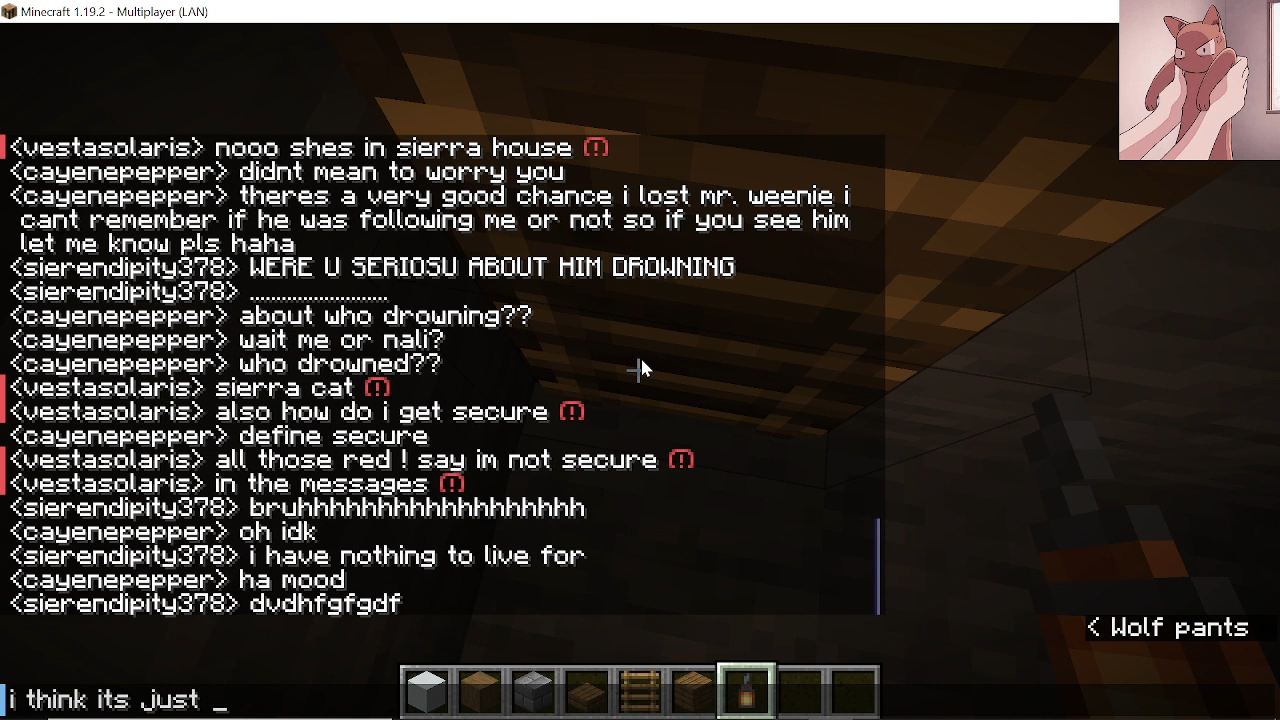 Minecraft 1.19.2 - Multiplayer (LAN)
<vestasolaris> nooo shes in sierra house (!)
<cayenepepper> didnt mean to worry you
<cayenepepper> theres a very good chance i lost mr. weenie i
cant remember if he was following me or not so if you see him
let me know pls haha
<sierendipity378> WERE U SERIOSU ABOUT HIM DROWNING
<sierendipity378> ..........................
<cayenepepper> about who drowning??
<cayenepepper> wait me or nali?
<cayenepepper> who drowned??
<vestasolaris> sierra cat (!)
<vestasolaris> also how do i get secure (!)
<cayenepepper> define secure
<vestasolaris> all those red ! say im not secure (!)
<vestasolaris> in the messages (!)
<sierendipity378> bruhhhhhhhhhhhhhhhhhhh
<cayenepepper> oh idk
<sierendipity378> i have nothing to live for
<cayenepepper> ha mood
<sierendipity378> dvdhfgfgdf
< Wolf pants
i think its just _